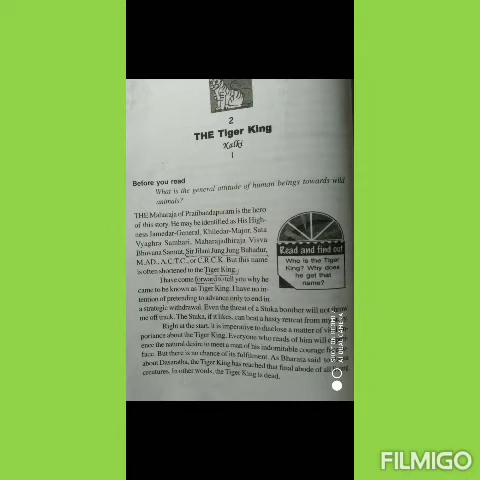 2
THE Tiger King
Kalki
I
Before you read
What is the general attitude of human beings towards wild
animals?
THE Maharaja of Pratibandapuram is the hero
of this story. He may be identified as His High-
ness Jamedar-General, Khiledar-Major, Sata
Vyaghra Samhari, Maharajadhiraja Visva
Bhuvana Samrat, Sir Jilani Jung Jung Bahadur,
M.AD., A.C.T.C., or C.R.C.K. But this name
is often shortened to the Tiger King.
I have come forward to tell you why he
came to be known as Tiger King. I have no in-
tention of pretending to advance only to end in
a strategic withdrawal. Even the threat of a Stuka bomber will not throw
me off track. The Stuka, if it likes, can beat a hasty retreat from
Right at the start, it is imperative to disclose a matter of
portance about the Tiger King. Everyone who reads of him will
ence the natural desire to meet a man of his indomitable courage
face. But there is no chance of its fulfilment. As Bharata said to
about Dasaratha, the Tiger King has reached that final abode of all
creatures. In other words, the Tiger King is dead.
Read and find out
Who is the Tiger
King? Why does
he get that
name?
SHOT ON REDMI
AI DUAL CAMERA
FILMIGO